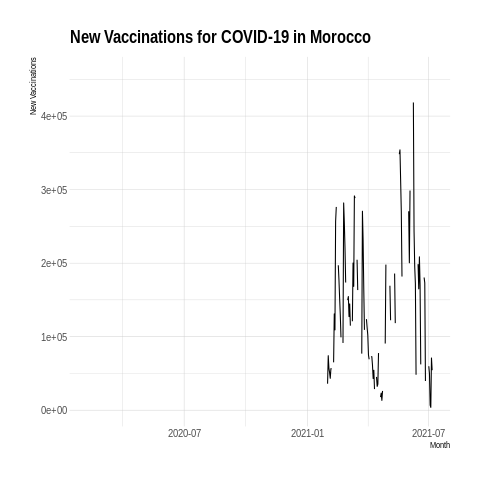 New Vaccinations for COVID-19 in Morocco
New Vaccinations
4e+05
3e+05
2e+05
1e+05
0e+00
2020-07
2021-01
2021-07
Month